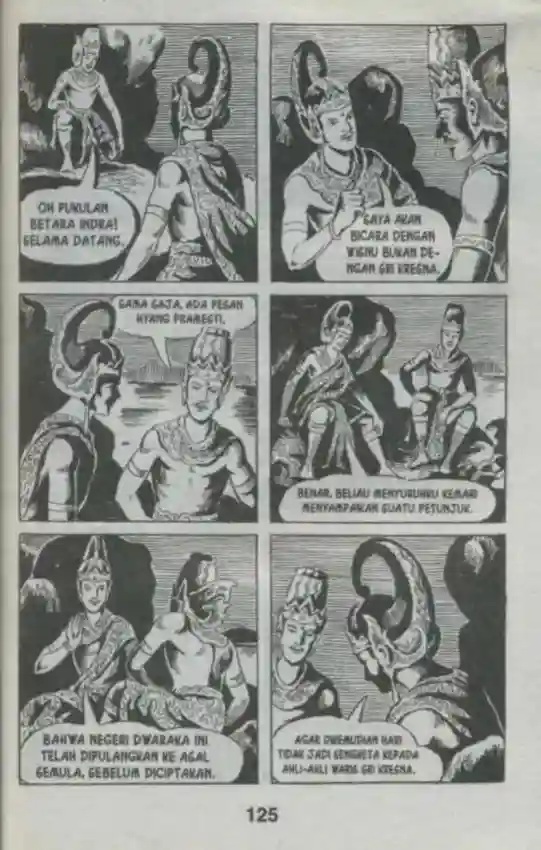 OH PUKULAN
BETARA INDRA!
SELAMA DATANG.
SAYA AKAN
BICARA DENGAN
WISNU BUKAN DE-
NGAN SRI KRESNA.
SAMA SAJA, ADA PESAN
HYANG PRAMESTI.
BENAR, BELIAU MENYURUHKU KEMARI
MENYAMPAIKAN SUATU PETUNJUK.
BAHWA NEGERI DWARAKA INI
TELAH DIPULANGKAN KE ASAL
SEMULA, SEBELUM DICIPTAKAN.
AGAR DIKEMUDIAN HARI
TIDAK JADI SENGKETA KEPADA
AHLI-AHLI WARIS SRI KRESNA.
125